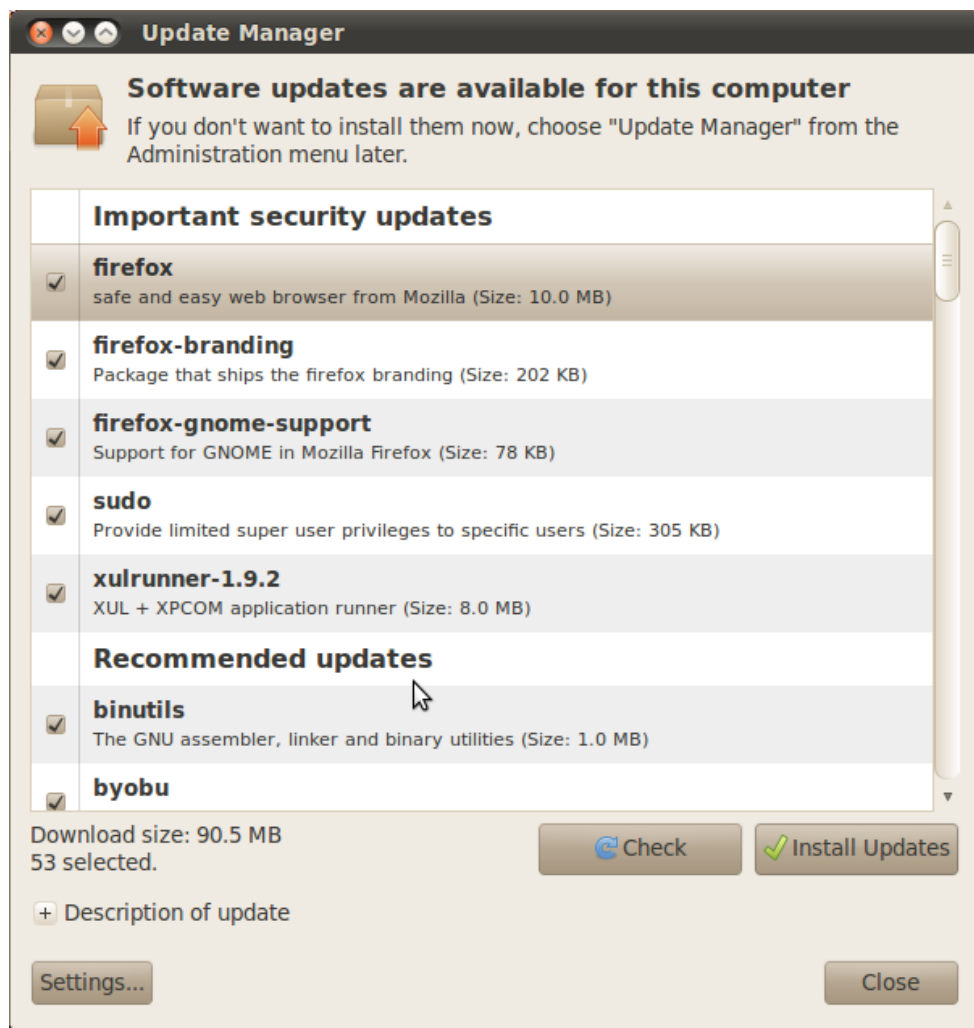 Update Manager
Software updates are available for this computer
If you don't want to install them now, choose "Update Manager" from the
Administration menu later.
Important security updates
firefox
safe and easy web browser from Mozilla (Size: 10.0 MB)
firefox-branding
Package that ships the firefox branding (Size: 202 KB)
firefox-gnome-support
Support for GNOME in Mozilla Firefox (Size: 78 KB)
sudo
Provide limited super user privileges to specific users (Size: 305 KB)
xulrunner-1.9.2
XUL + XPCOM application runner (Size: 8.0 MB)
Recommended updates
binutils
The GNU assembler, linker and binary utilities (Size: 1.0 MB)
byobu
Download size: 90.5 MB
53 selected.
Check
Install Updates
Description of update
Settings...
Close